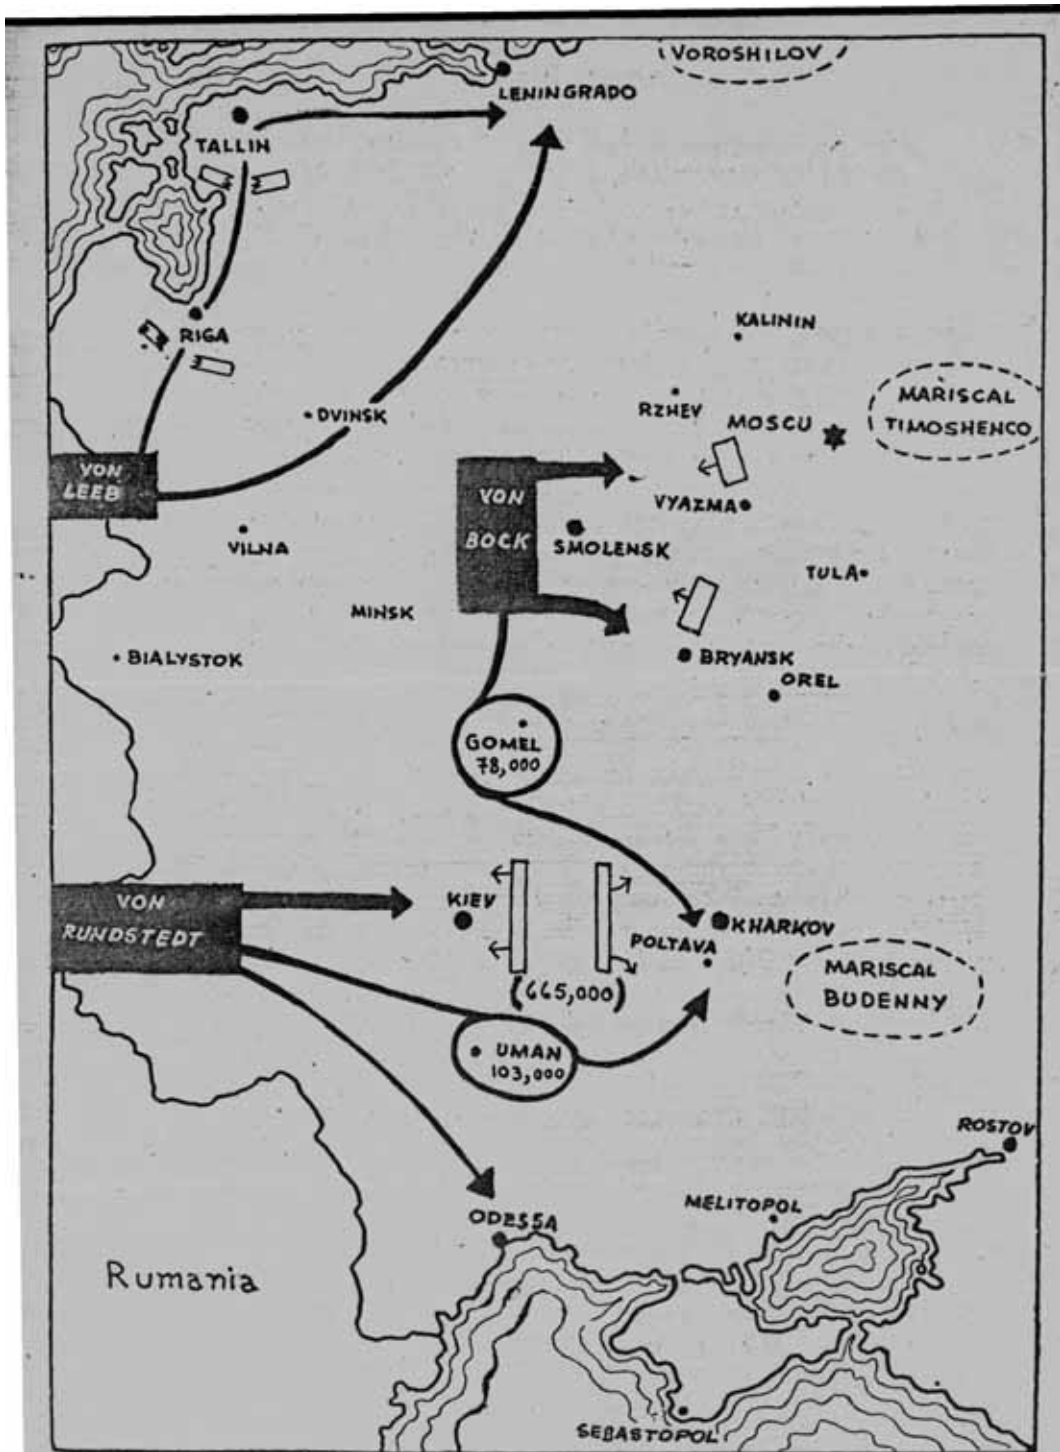 VOROSHILOV
LENINGRADO
TALLIN
RIGA
KALININ
DVINSK
RZHEV
MOSCU
MARISCAL
TIMOSHENCO
VON
LEEB
VON
BOCK
VYAZMA
VILNA
SMOLENSK
TULA
MINSK
BIALYSTOK
BRYANSK
OREL
GOMEL
78,000
VON
RUNDSTEDT
KIEV
KHARKOV
POLTAVA
MARISCAL
BUDENNY
(665,000)
UMAN
103,000
ROSTOV
MELITOPOL
ODESSA
Rumania
SEBASTOPOL